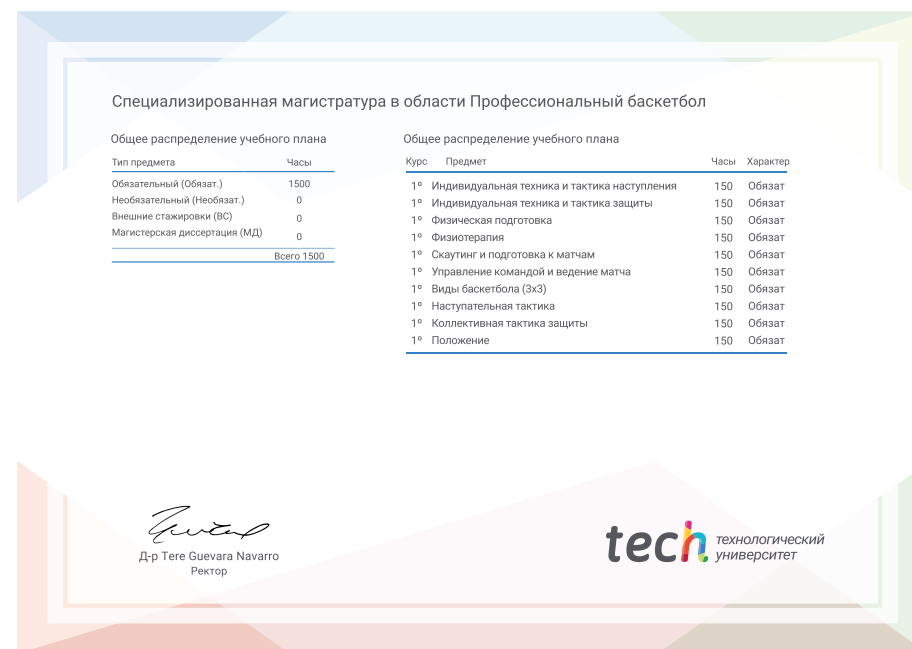 Специализированная магистратура в области Профессиональный баскетбол
Общее распределение учебного плана
Тип предмета Часы
Обязательный (Обязат.) 1500
Необязательный (Необязат.) 0
Внешние стажировки (ВС) 0
Магистерская диссертация (МД) 0
Всего 1500
Общее распределение учебного плана
Курс Предмет Часы Характер
1º Индивидуальная техника и тактика наступления 150 Обязат
1º Индивидуальная техника и тактика защиты 150 Обязат
1º Физическая подготовка 150 Обязат
1º Физиотерапия 150 Обязат
1º Скаутинг и подготовка к матчам 150 Обязат
1º Управление командой и ведение матча 150 Обязат
1º Виды баскетбола (3х3) 150 Обязат
1º Наступательная тактика 150 Обязат
1º Коллективная тактика защиты 150 Обязат
1º Положение 150 Обязат
Д-р Tere Guevara Navarro
Ректор
tech технологический
университет